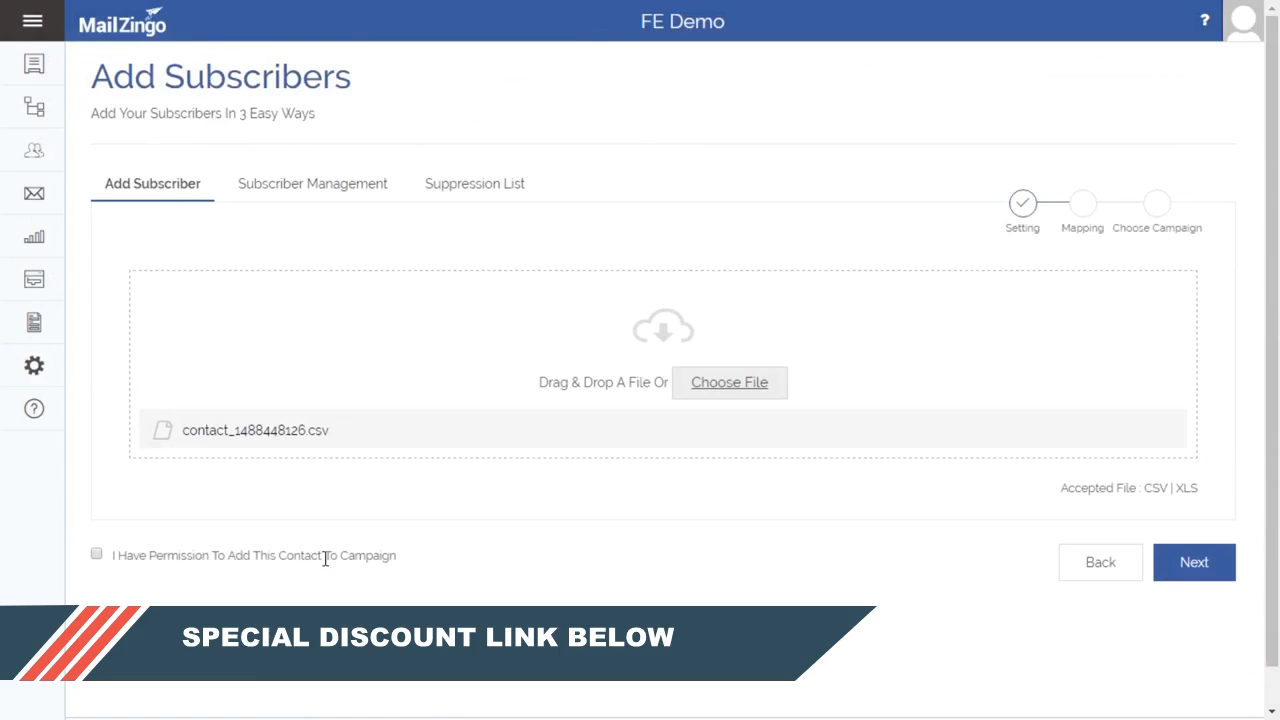 MailZingo
FE Demo
?
Add Subscribers
Add Your Subscribers In 3 Easy Ways
Add Subscriber
Subscriber Management
Suppression List
Setting
Mapping
Choose Campaign
Drag & Drop A File Or Choose File
contact_1488448126.csv
Accepted File : CSV | XLS
I Have Permission To Add This Contact To Campaign
Back
Next
SPECIAL DISCOUNT LINK BELOW